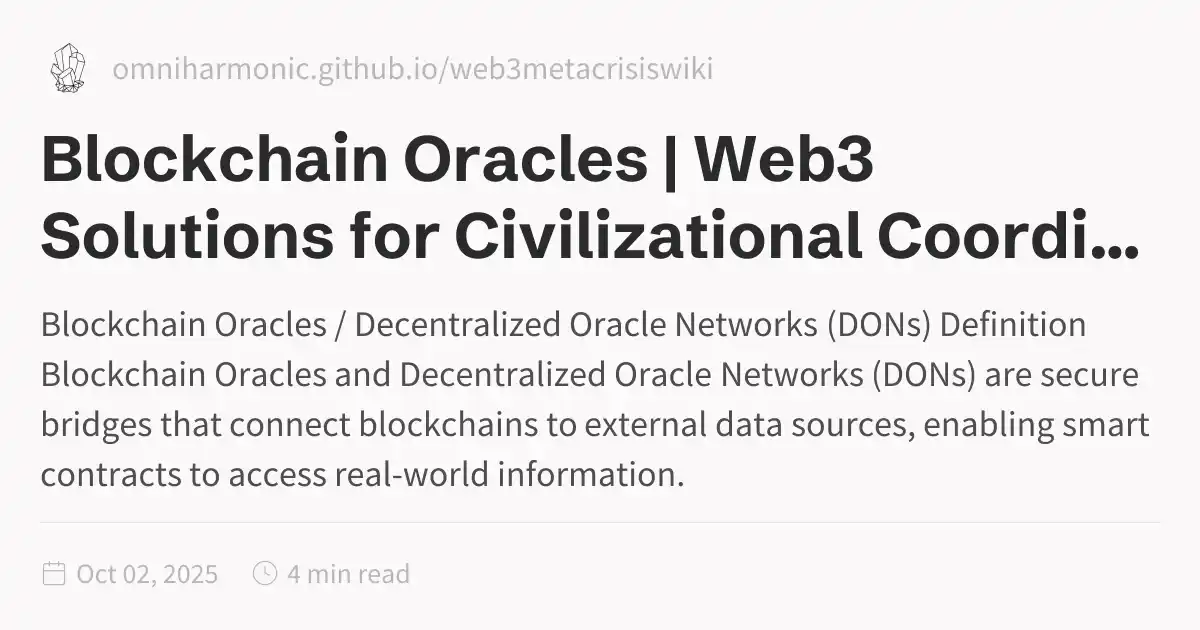 omniharmonic.github.io/web3metacrisiswiki
Blockchain Oracles | Web3
Solutions for Civilizational Coordi...
Blockchain Oracles / Decentralized Oracle Networks (DONs) Definition
Blockchain Oracles and Decentralized Oracle Networks (DONs) are secure
bridges that connect blockchains to external data sources, enabling smart
contracts to access real-world information.
Oct 02, 2025 4 min read